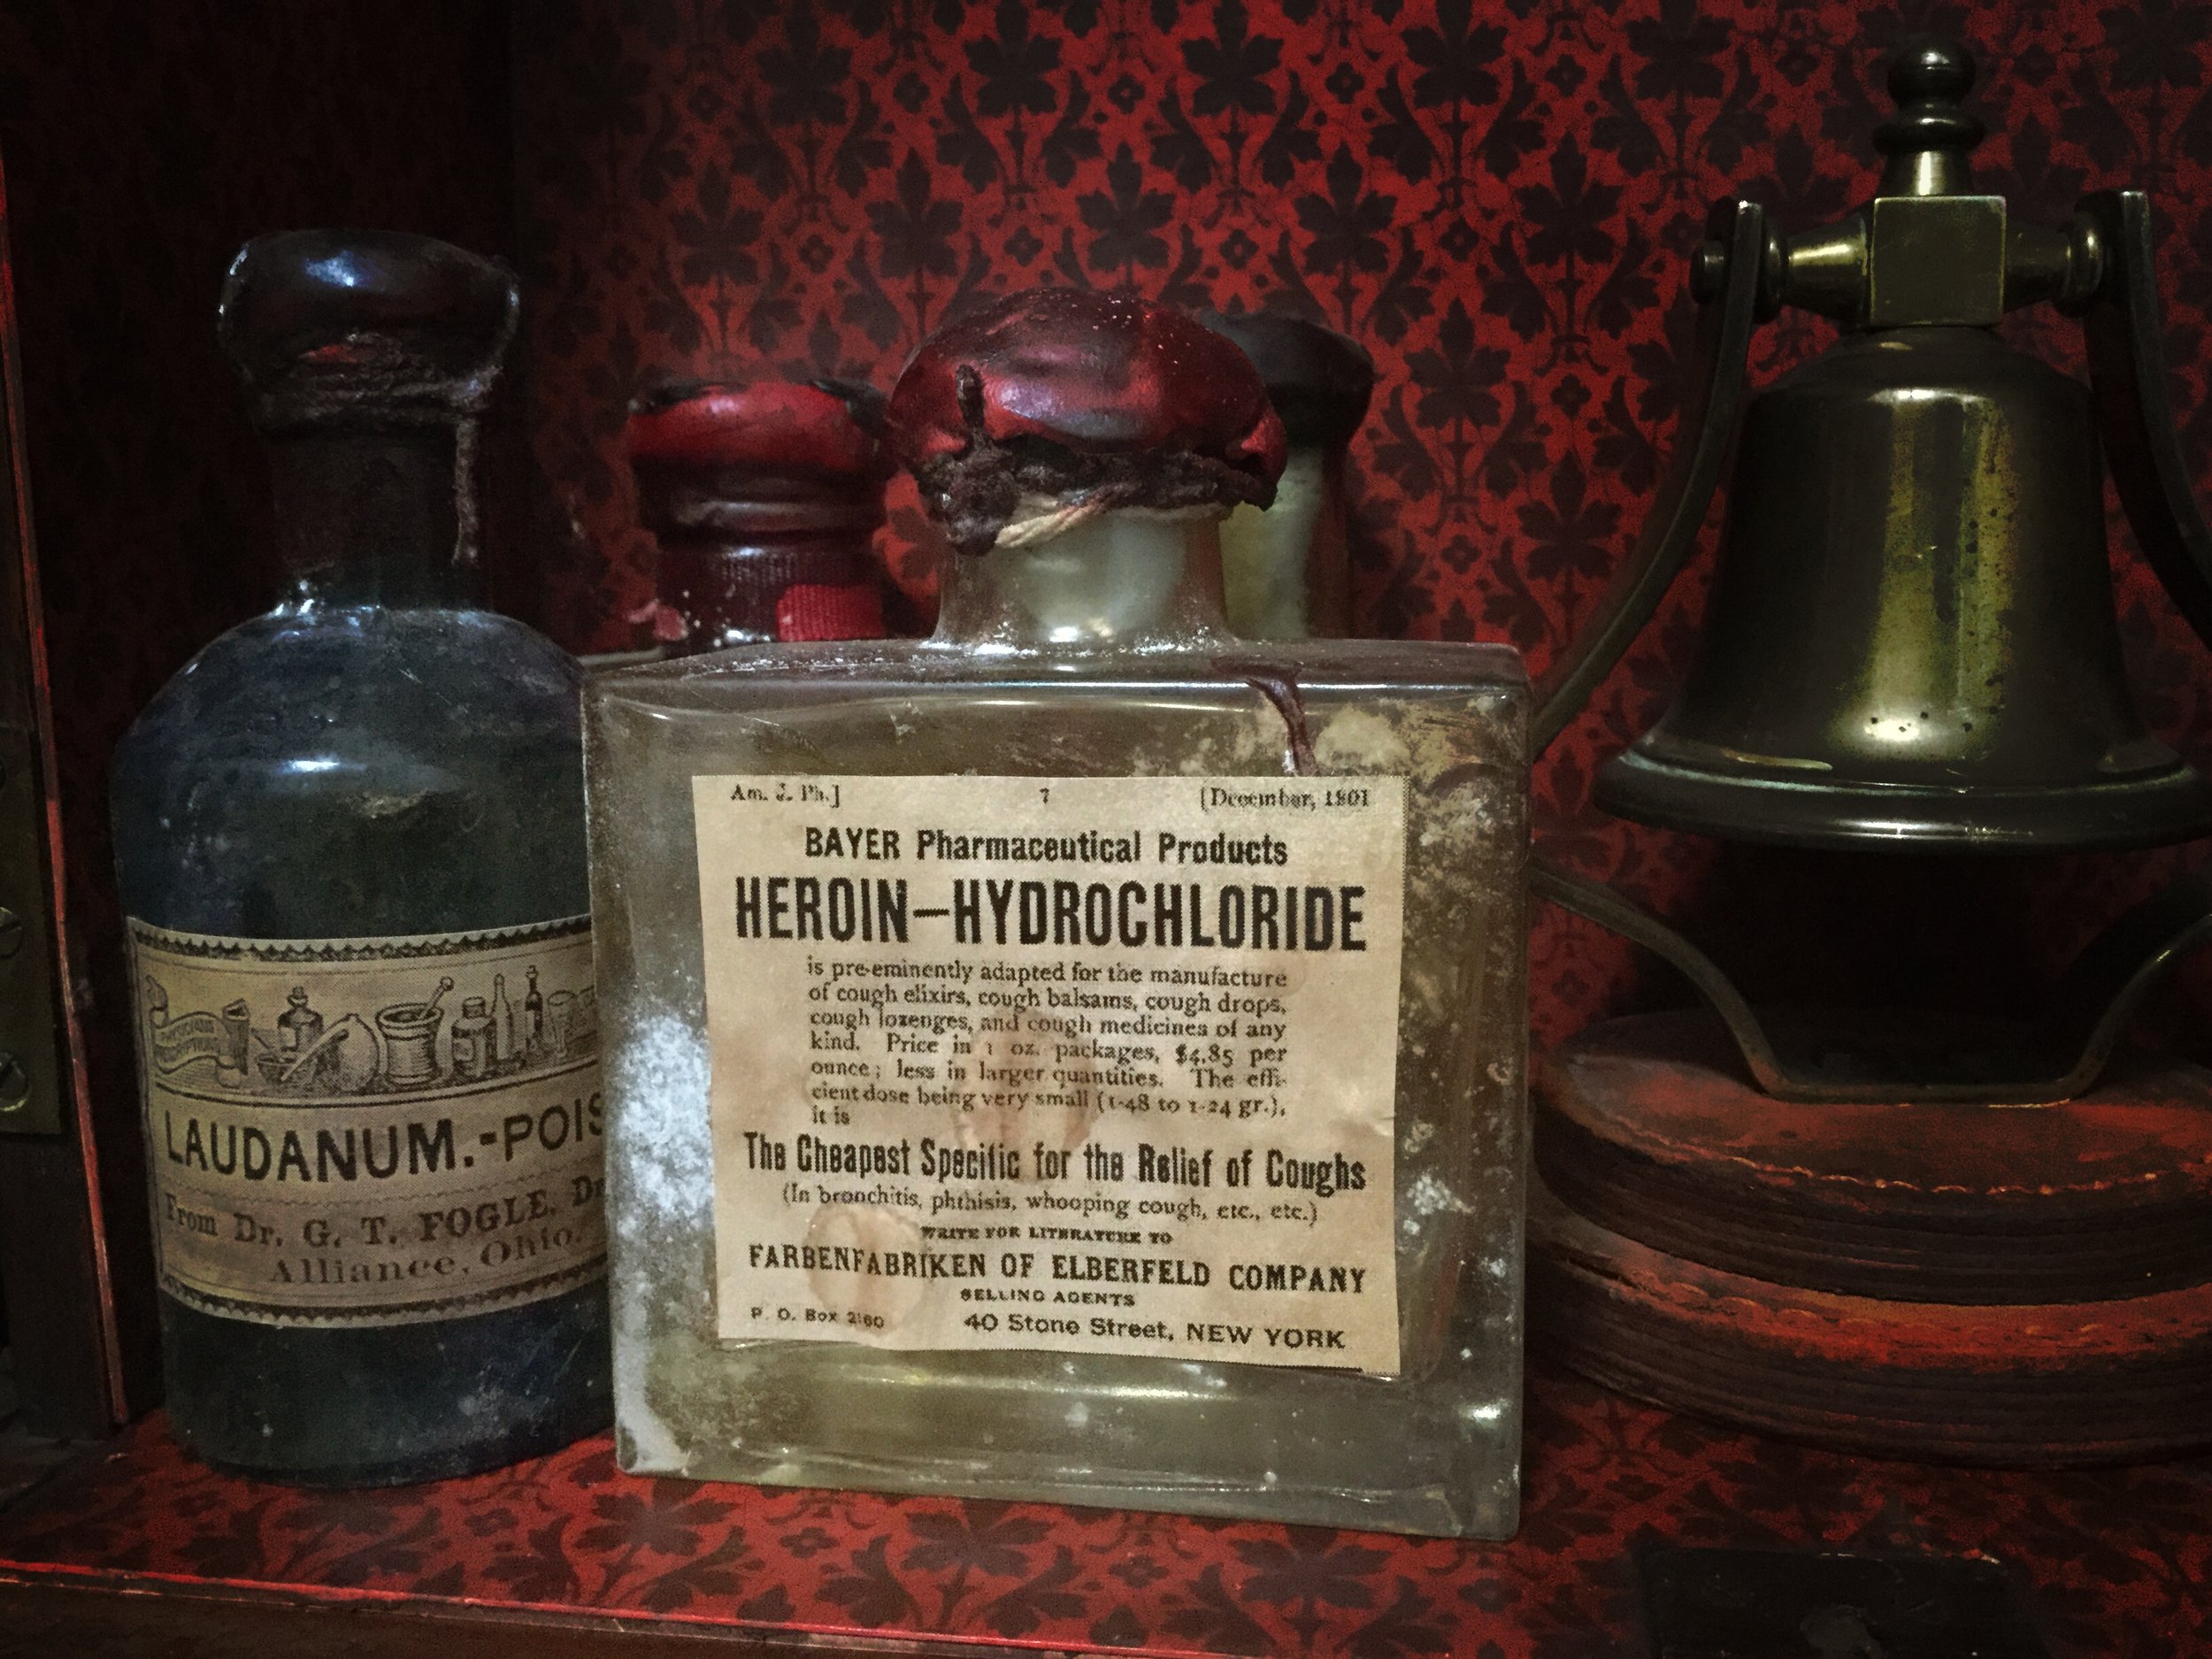 PHYSICIANS
PRESCRIPTIONS
LAUDANUM.-POIS
From Dr. G. T. FOGLE, Dr
Alliance, Ohio.
Am. J. Ph.] 7 [December, 1901
BAYER Pharmaceutical Products
HEROIN—HYDROCHLORIDE
is pre-eminently adapted for the manufacture
of cough elixirs, cough balsams, cough drops,
cough lozenges, and cough medicines of any
kind. Price in 1 oz. packages, $4.85 per
ounce; less in larger quantities. The effi-
cient dose being very small (1-48 to 1-24 gr.),
it is
The Cheapest Specific for the Relief of Coughs
(In bronchitis, phthisis, whooping cough, etc., etc.)
WRITE FOR LITERATURE TO
FARBENFABRIKEN OF ELBERFELD COMPANY
SELLING AGENTS
P. O. Box 2160 40 Stone Street, NEW YORK